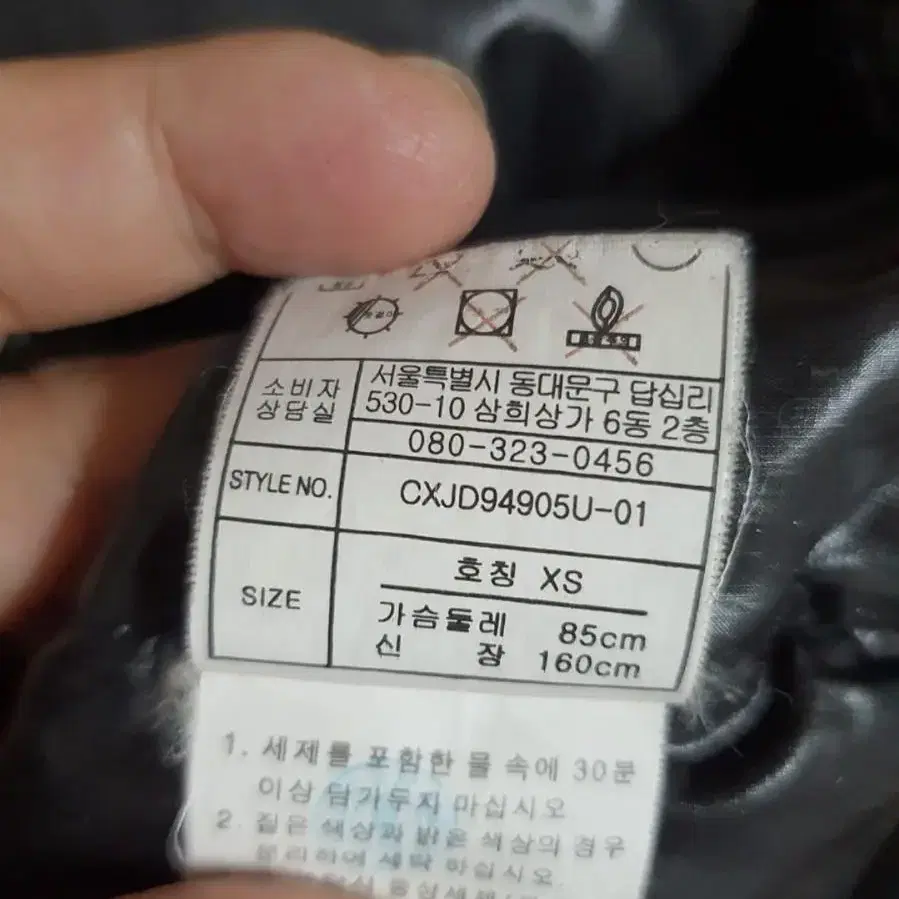 소비자
상담실
서울특별시 동대문구 답십리
530-10 삼희상가 6동 2층
080-323-0456
STYLE NO.
CXJD94905U-01
SIZE
호칭 XS
가슴둘레 85cm
신 장 160cm
1. 세제를 포함한 물 속에 30분
이상 담가두지 마십시오
2. 짙은 색상과 밝은 색상의 경우
분리하여 세탁 하십시오.